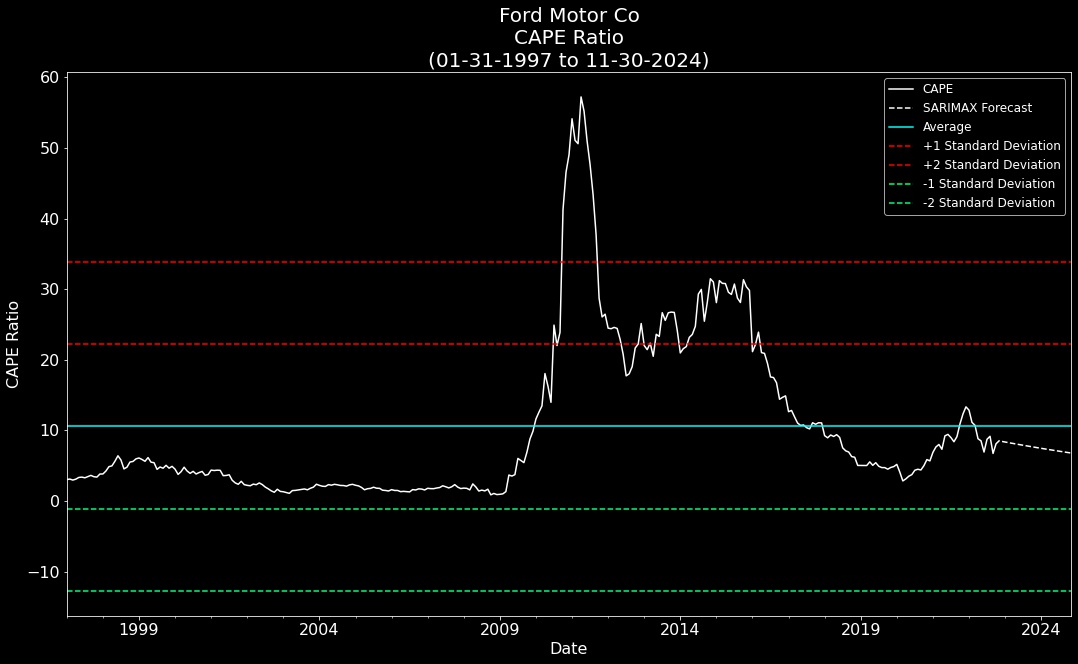 Ford Motor Co
CAPE Ratio
(01-31-1997 to 11-30-2024)
60
50
40
30
20
10
0
−10
CAPE Ratio
CAPE
SARIMAX Forecast
Average
+1 Standard Deviation
+2 Standard Deviation
-1 Standard Deviation
-2 Standard Deviation
1999 2004 2009 2014 2019 2024
Date